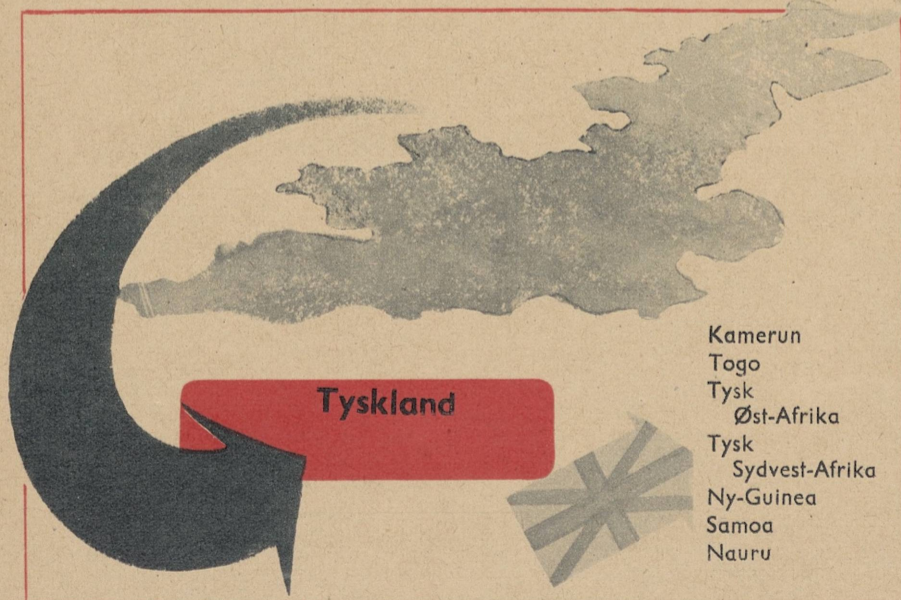 Tyskland
Kamerun
Togo
Tysk
Øst-Afrika
Tysk
Sydvest-Afrika
Ny-Guinea
Samoa
Nauru